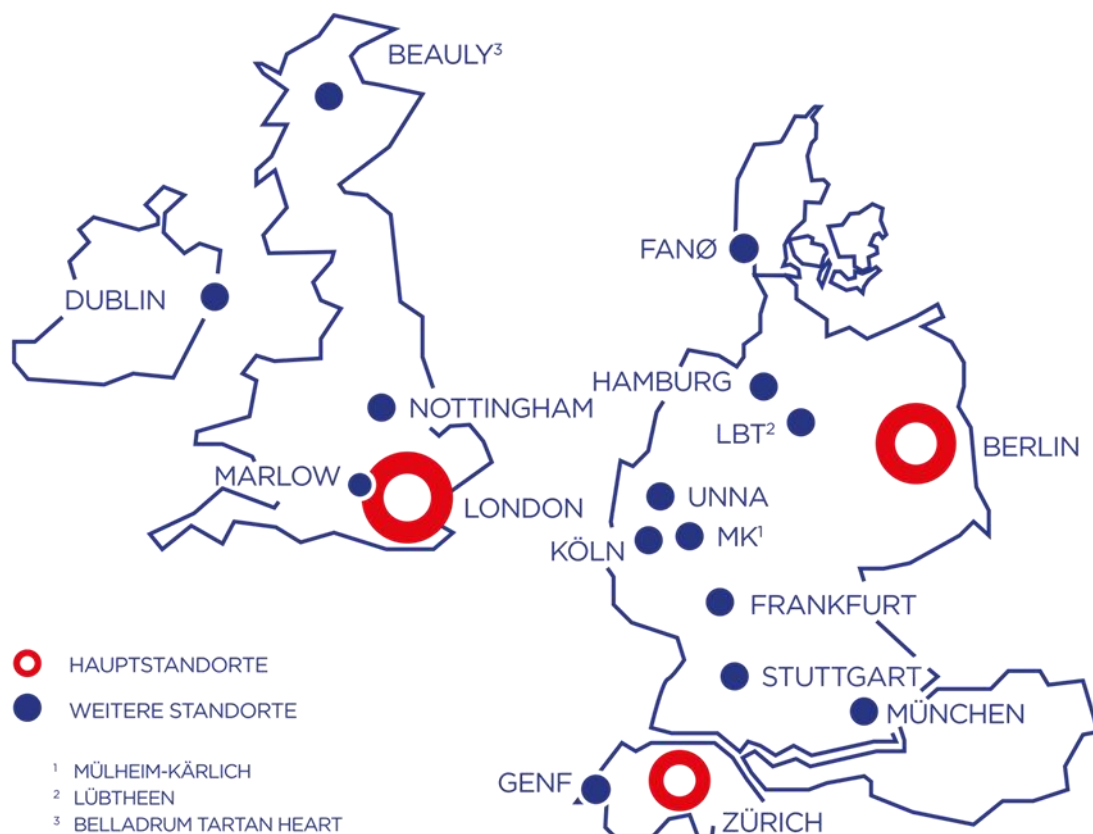 BEAULY³
FANØ
DUBLIN
HAMBURG
NOTTINGHAM
LBT²
BERLIN
MARLOW
UNNA
LONDON
KÖLN
MK¹
FRANKFURT
STUTTGART
MÜNCHEN
GENF
ZÜRICH
HAUPTSTANDORTE
WEITERE STANDORTE
¹ MÜLHEIM-KÄRLICH
² LÜBTHEEN
³ BELLADRUM TARTAN HEART